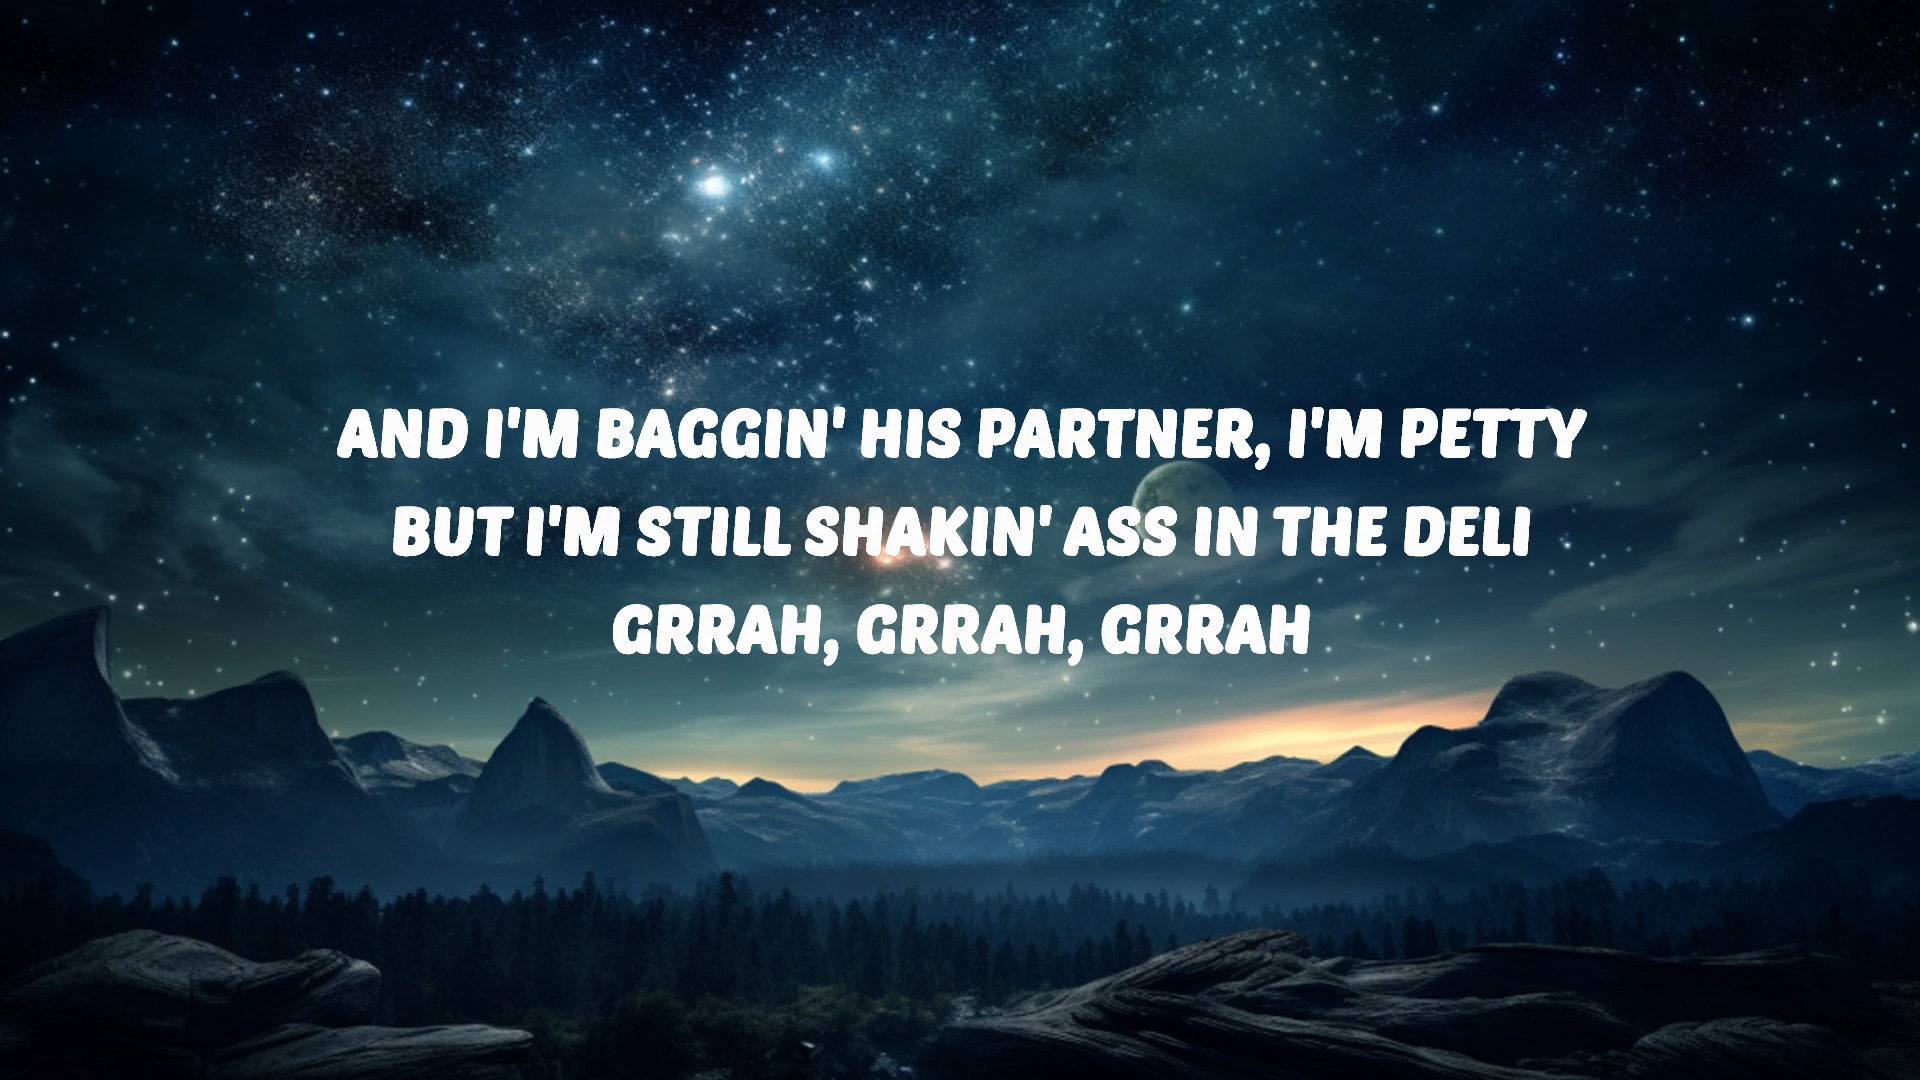 AND I'M BAGGIN' HIS PARTNER, I'M PETTY
BUT I'M STILL SHAKIN' ASS IN THE DELI
GRRAH, GRRAH, GRRAH